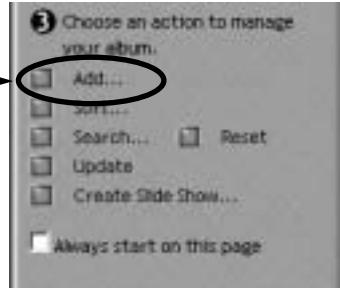 3 Choose an action to manage
your album.
Add...
Sort...
Search... Reset
Update
Create Slide Show...
Always start on this page